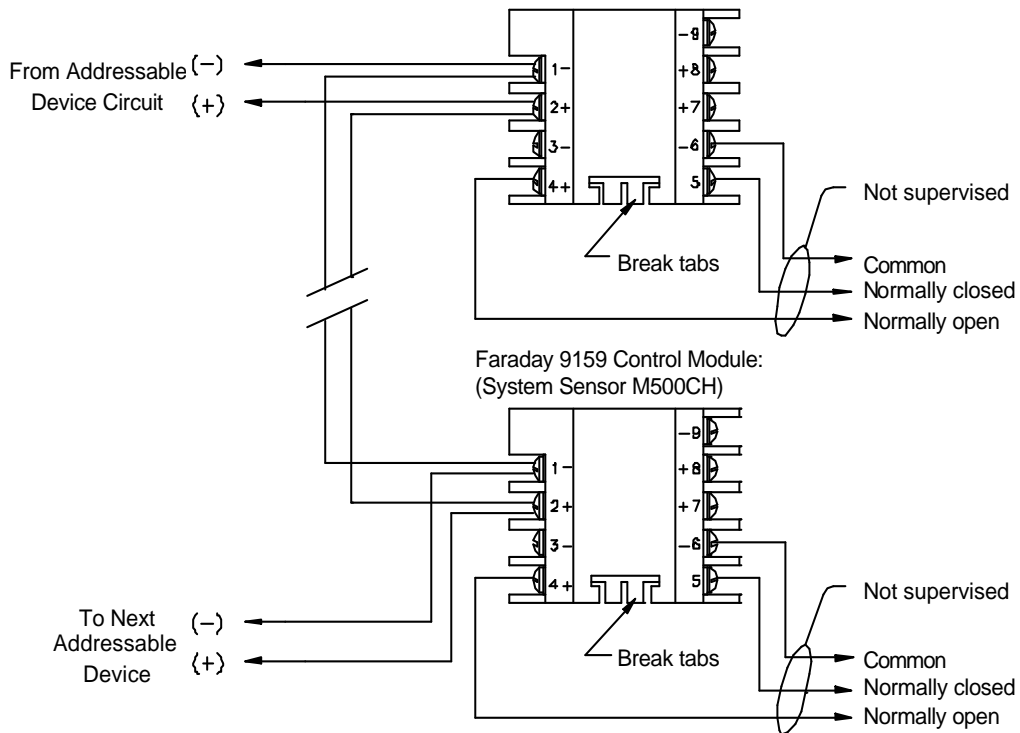 From Addressable (-)
Device Circuit (+)
1-
2+
3-
4+
-9
+8
+7
-6
5
Break tabs
Not supervised
Common
Normally closed
Normally open
Faraday 9159 Control Module:
(System Sensor M500CH)
1-
2+
3-
4+
-9
+8
+7
-6
5
Break tabs
Not supervised
Common
Normally closed
Normally open
To Next (-)
Addressable
Device (+)